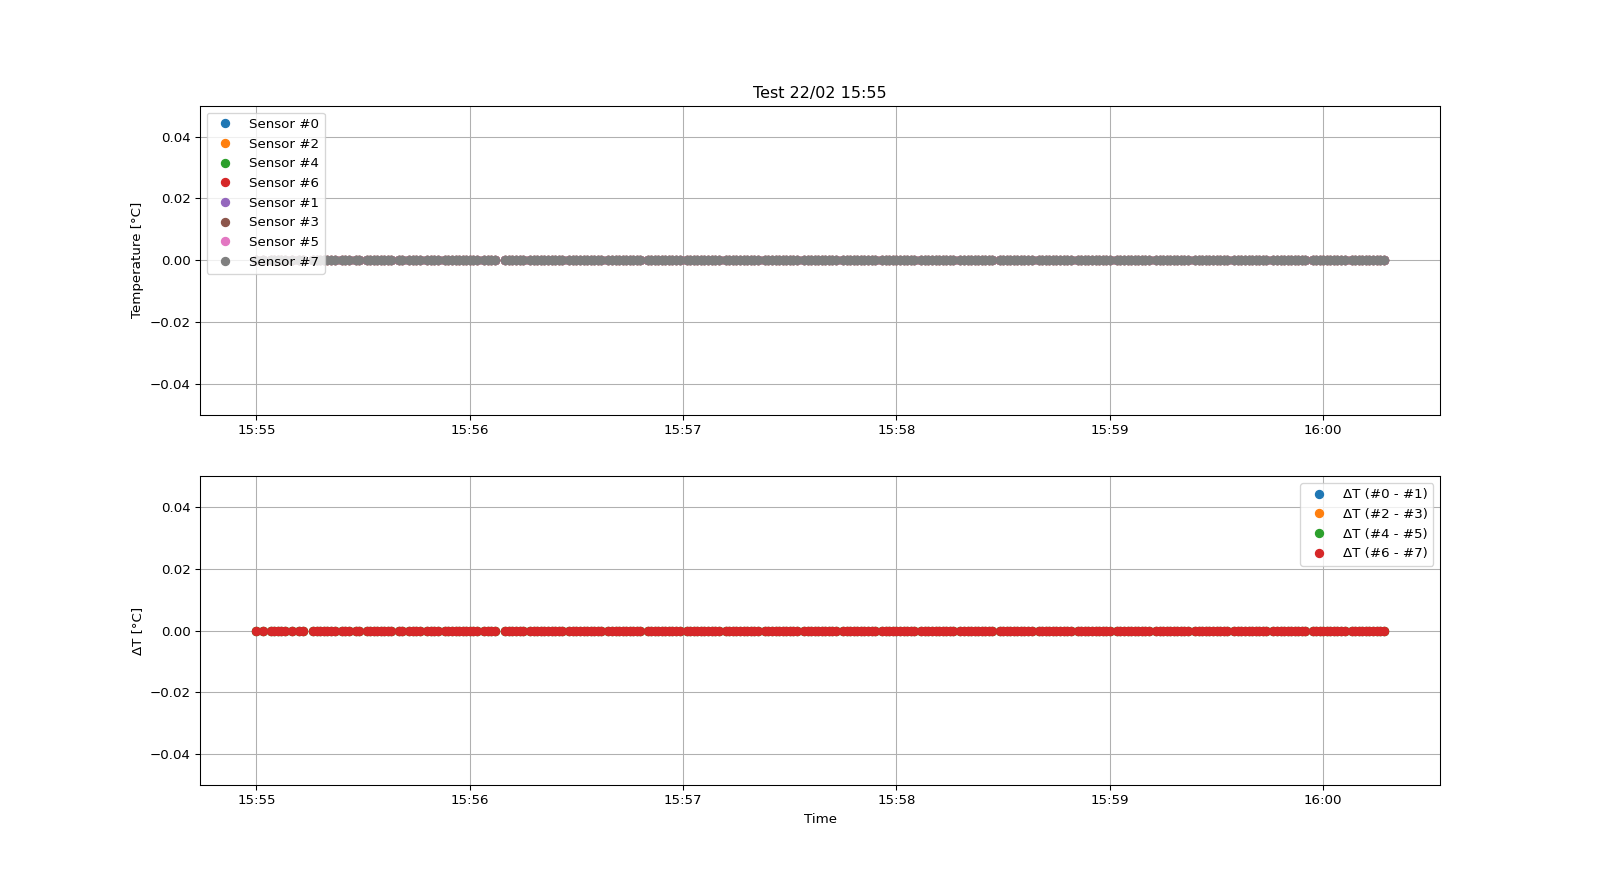 Test 22/02 15:55
Temperature [°C]
0.04
0.02
0.00
−0.02
−0.04
Sensor #0
Sensor #2
Sensor #4
Sensor #6
Sensor #1
Sensor #3
Sensor #5
Sensor #7
15:55 15:56 15:57 15:58 15:59 16:00
ΔT [°C]
0.04
0.02
0.00
−0.02
−0.04
ΔT (#0 - #1)
ΔT (#2 - #3)
ΔT (#4 - #5)
ΔT (#6 - #7)
15:55 15:56 15:57 15:58 15:59 16:00
Time